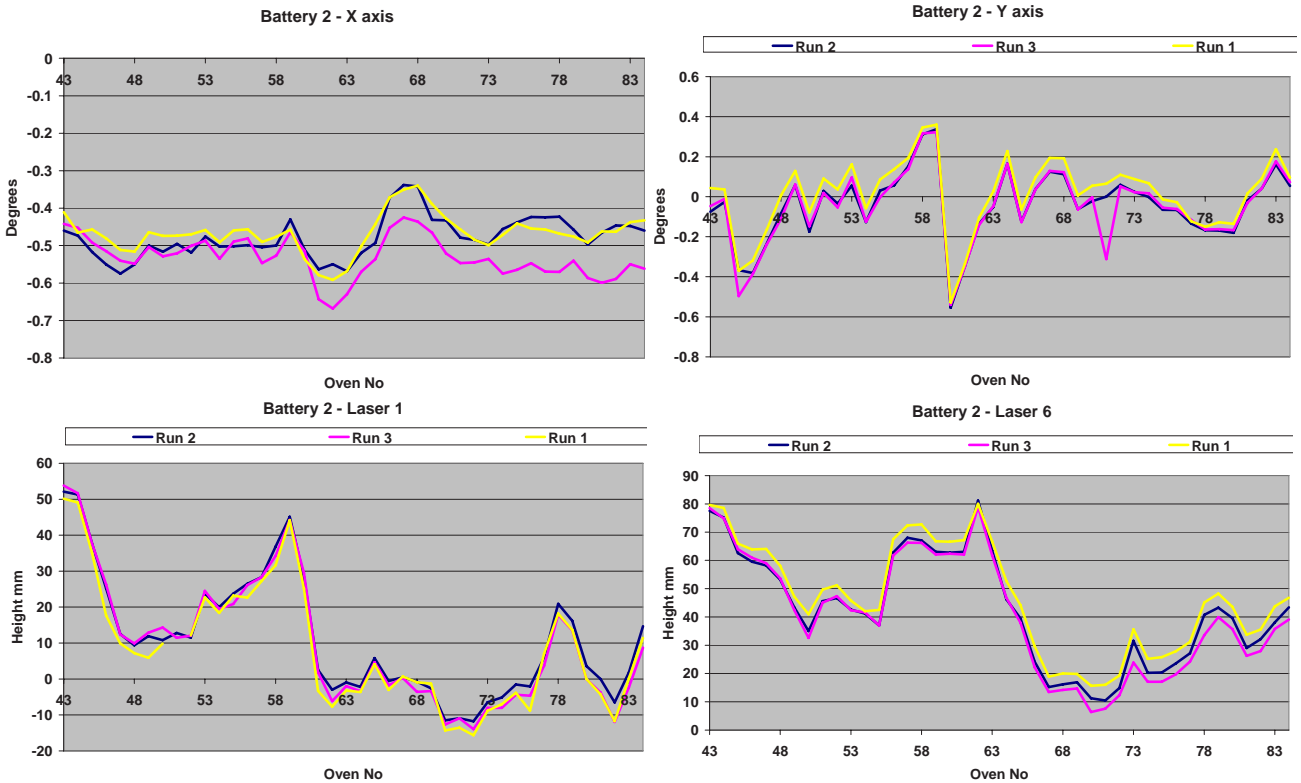 Battery 2 - X axis
0
-0.1
-0.2
-0.3
-0.4
-0.5
-0.6
-0.7
-0.8
43 48 53 58 63 68 73 78 83
Degrees
Oven No
Battery 2 - Y axis
Run 2 Run 3 Run 1
0.6
0.4
0.2
0
-0.2
-0.4
-0.6
-0.8
43 48 53 58 63 68 73 78 83
Degrees
Oven No
Battery 2 - Laser 1
Run 2 Run 3 Run 1
60
50
40
30
20
10
0
-10
-20
43 48 53 58 63 68 73 78 83
Height mm
Oven No
Battery 2 - Laser 6
Run 2 Run 3 Run 1
90
80
70
60
50
40
30
20
10
0
43 48 53 58 63 68 73 78 83
Height mm
Oven No